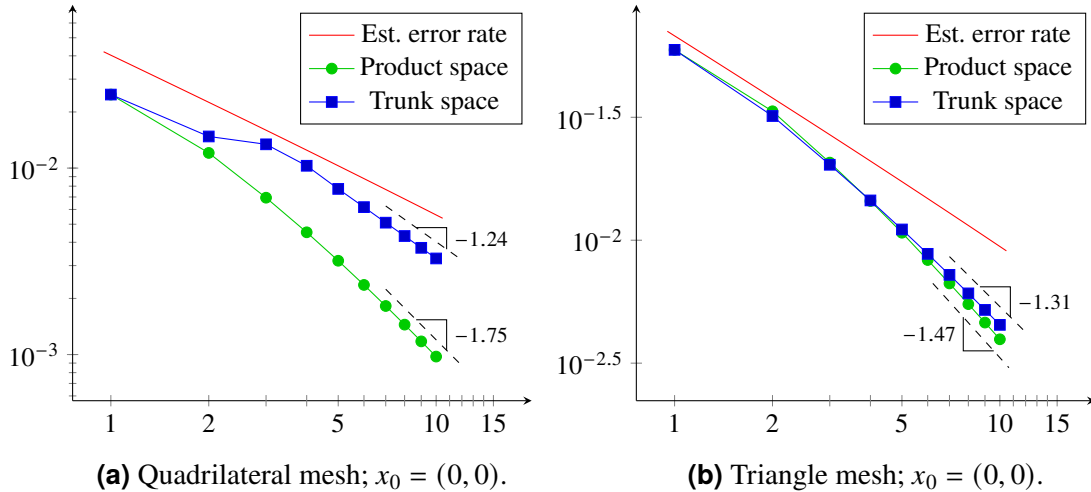 Est. error rate
Product space
Trunk space
10^{−2}
10^{−3}
−1.24
−1.75
1 2 5 10 15
(a) Quadrilateral mesh; x_0 = (0, 0).
Est. error rate
Product space
Trunk space
10^{−1.5}
10^{−2}
10^{−2.5}
−1.31
−1.47
1 2 5 10 15
(b) Triangle mesh; x_0 = (0, 0).